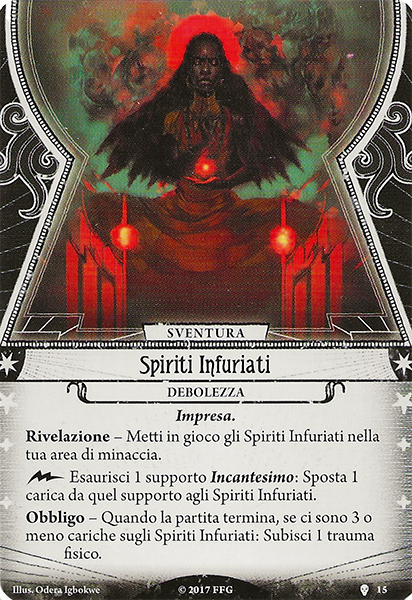 SVENTURA
Spiriti Infuriati
DEBOLEZZA
Impresa.
Rivelazione – Metti in gioco gli Spiriti Infuriati nella
tua area di minaccia.
Esaurisci 1 supporto Incantesimo: Sposta 1
carica da quel supporto agli Spiriti Infuriati.
Obbligo – Quando la partita termina, se ci sono 3 o
meno cariche sugli Spiriti Infuriati: Subisci 1 trauma
fisico.
Illus. Odera Igbokwe © 2017 FFG 15